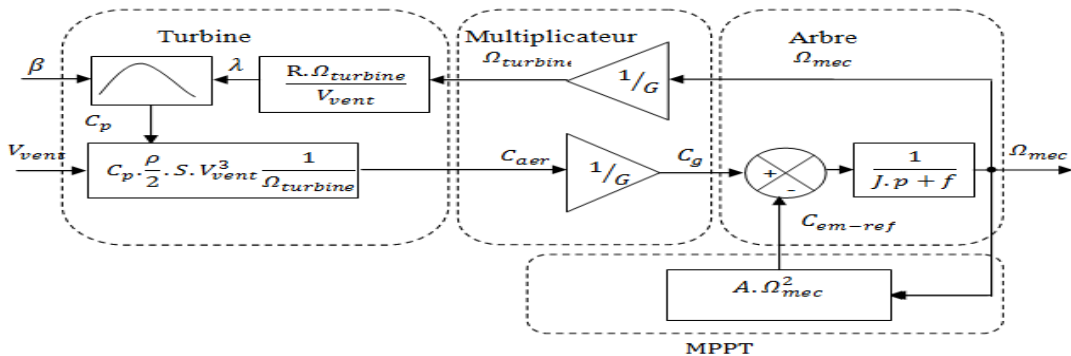 Turbine
Multiplicateur
Arbre
β
λ
R.Ω_turbine / V_vent
Ω_turbine
1/G
Ω_mec
C_p
V_vent
C_p.ρ/2.S.V_vent^3 1/Ω_turbine
C_aer
1/G
C_g
+
-
1/(J.p + f)
Ω_mec
C_em-ref
A.Ω_mec^2
MPPT